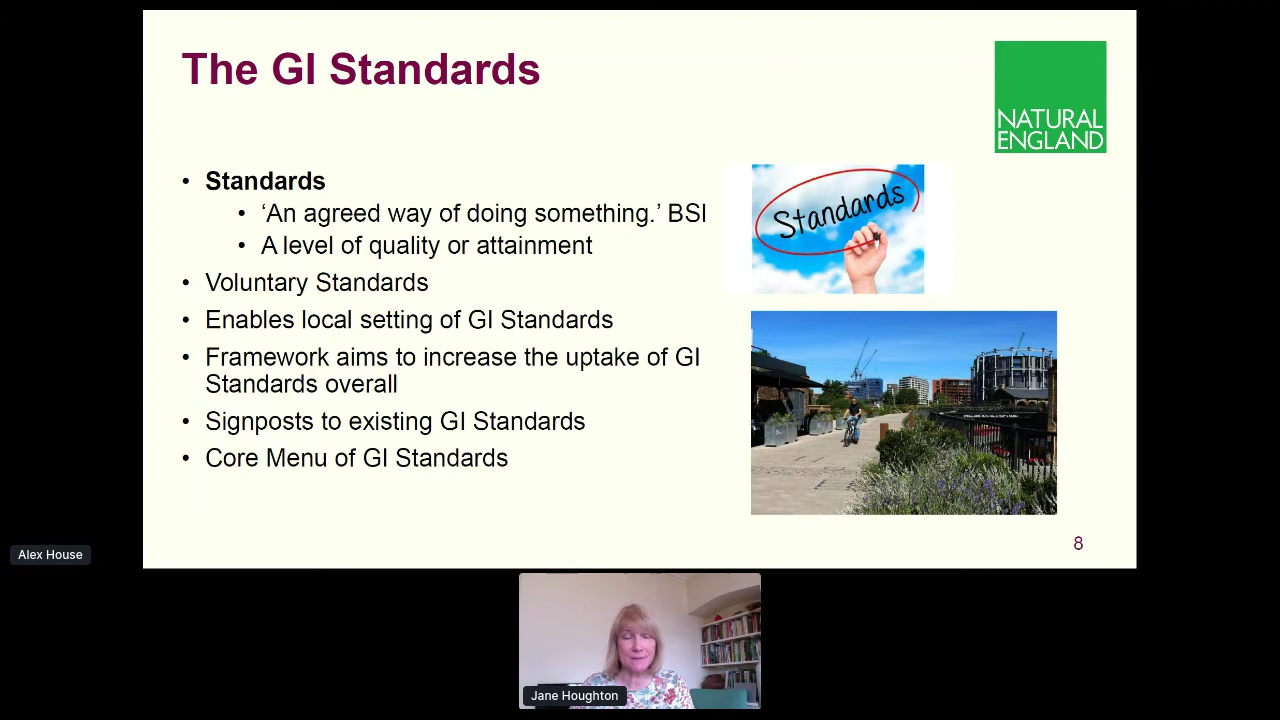 The GI Standards
NATURAL
ENGLAND
• Standards
• ‘An agreed way of doing something.’ BSI
• A level of quality or attainment
• Voluntary Standards
• Enables local setting of GI Standards
• Framework aims to increase the uptake of GI
Standards overall
• Signposts to existing GI Standards
• Core Menu of GI Standards
Standards
8
Alex House
Jane Houghton